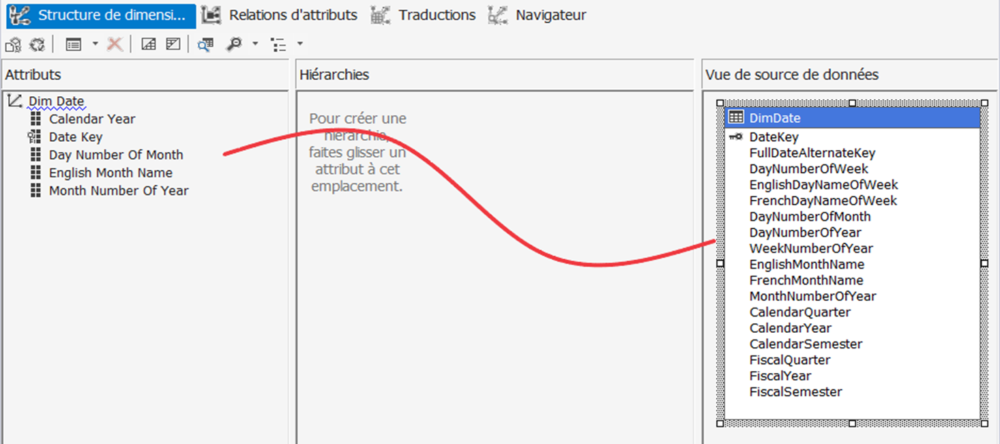 Structure de dimensi... Relations d'attributs Traductions Navigateur
Attributs
Dim Date
Calendar Year
Date Key
Day Number Of Month
English Month Name
Month Number Of Year
Hiérarchies
Pour créer une
hiérarchie,
faites glisser un
attribut à cet
emplacement.
Vue de source de données
DimDate
DateKey
FullDateAlternateKey
DayNumberOfWeek
EnglishDayNameOfWeek
FrenchDayNameOfWeek
DayNumberOfMonth
DayNumberOfYear
WeekNumberOfYear
EnglishMonthName
FrenchMonthName
MonthNumberOfYear
CalendarQuarter
CalendarYear
CalendarSemester
FiscalQuarter
FiscalYear
FiscalSemester